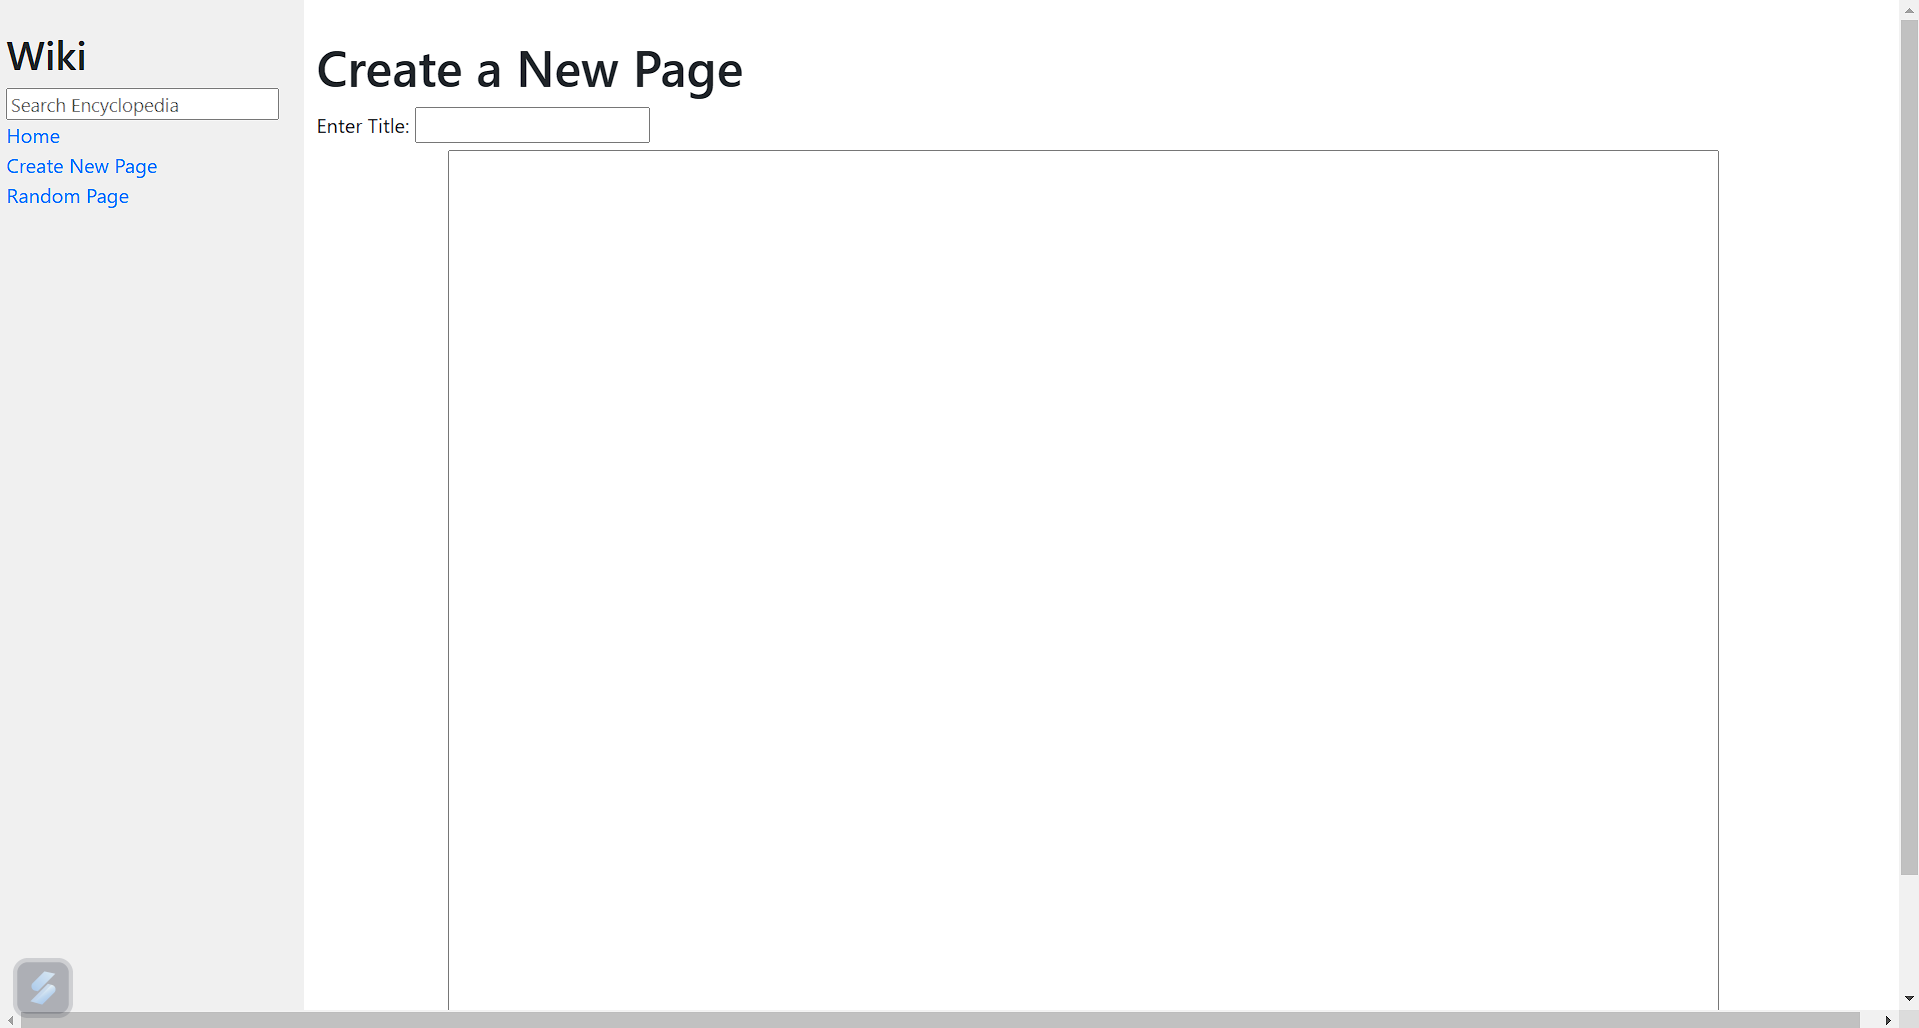 Wiki
Search Encyclopedia
Home
Create New Page
Random Page
Create a New Page
Enter Title: